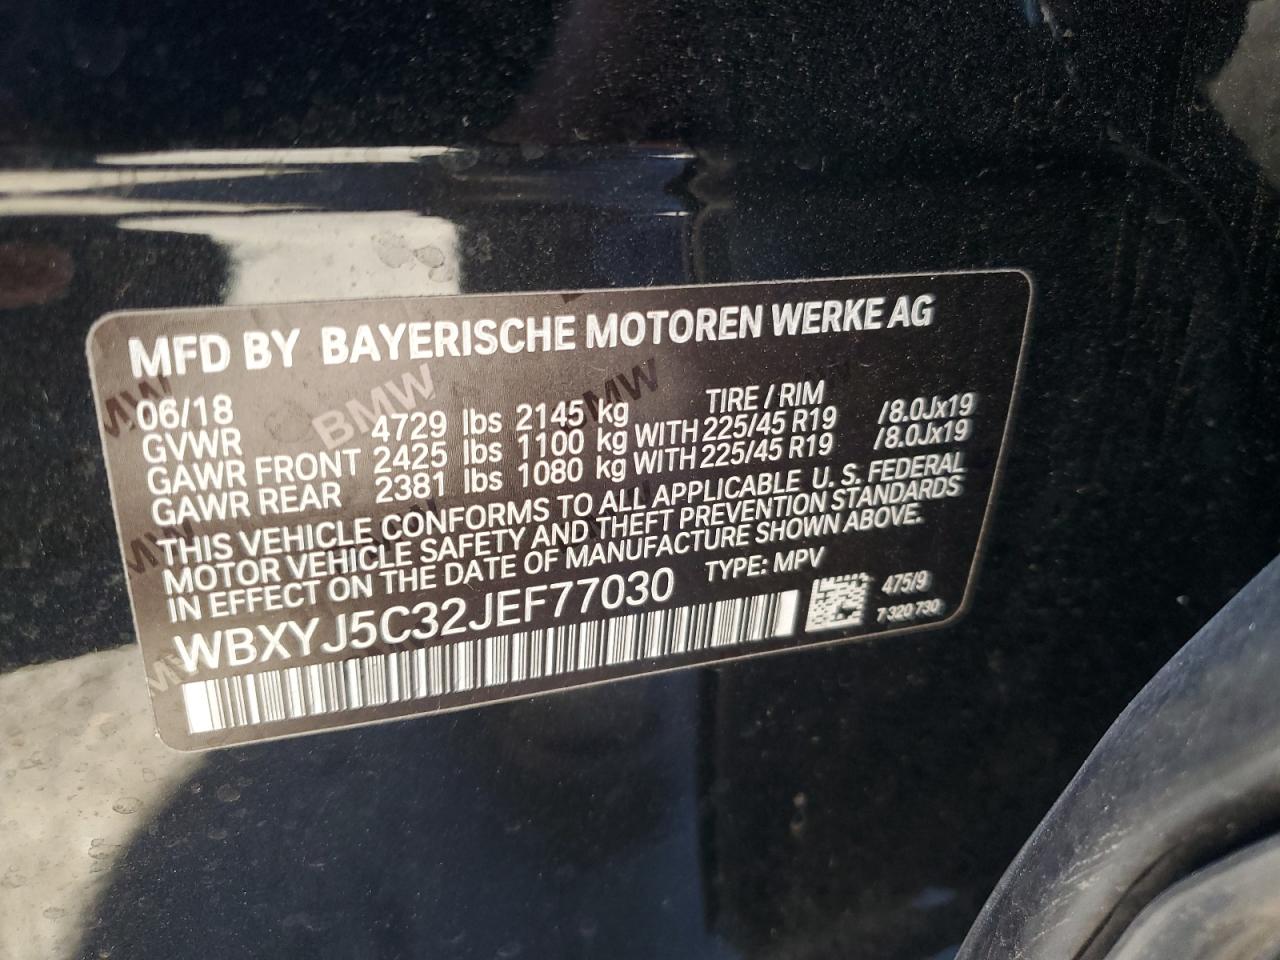 MFD BY BAYERISCHE MOTOREN WERKE AG
06/18 TIRE / RIM
GVWR 4729 lbs 2145 kg
GAWR FRONT 2425 lbs 1100 kg WITH 225/45 R19 /8.0Jx19
GAWR REAR 2381 lbs 1080 kg WITH 225/45 R19 /8.0Jx19
THIS VEHICLE CONFORMS TO ALL APPLICABLE U. S. FEDERAL
MOTOR VEHICLE SAFETY AND THEFT PREVENTION STANDARDS
IN EFFECT ON THE DATE OF MANUFACTURE SHOWN ABOVE.
WBXYJ5C32JEF77030 TYPE: MPV
475/9
7 320 730
BMW
BMW